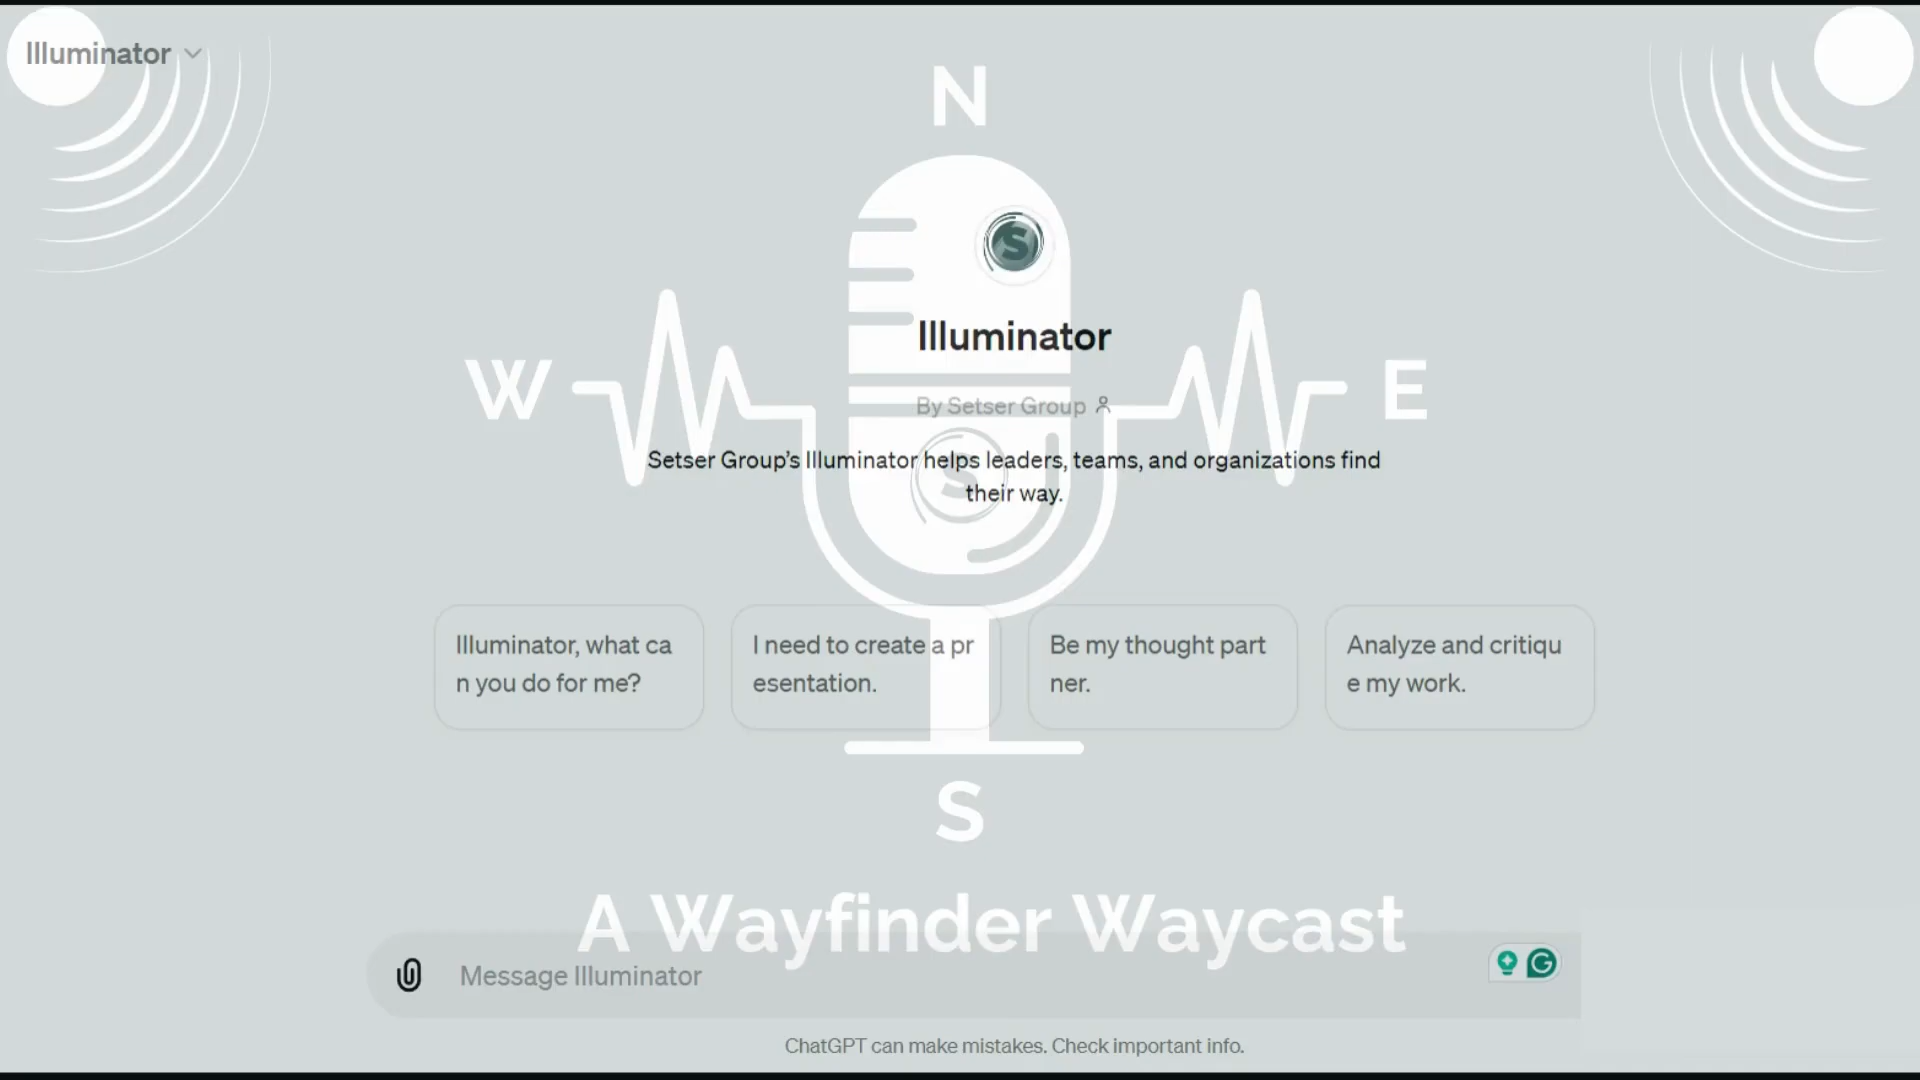 Illuminator
N
S
Illuminator
W
E
By Setser Group
Setser Group’s Illuminator helps leaders, teams, and organizations find
their way.
S
Illuminator, what ca
n you do for me?
I need to create a pr
esentation.
Be my thought part
ner.
Analyze and critiqu
e my work.
S
A Wayfinder Waycast
Message Illuminator
G
ChatGPT can make mistakes. Check important info.